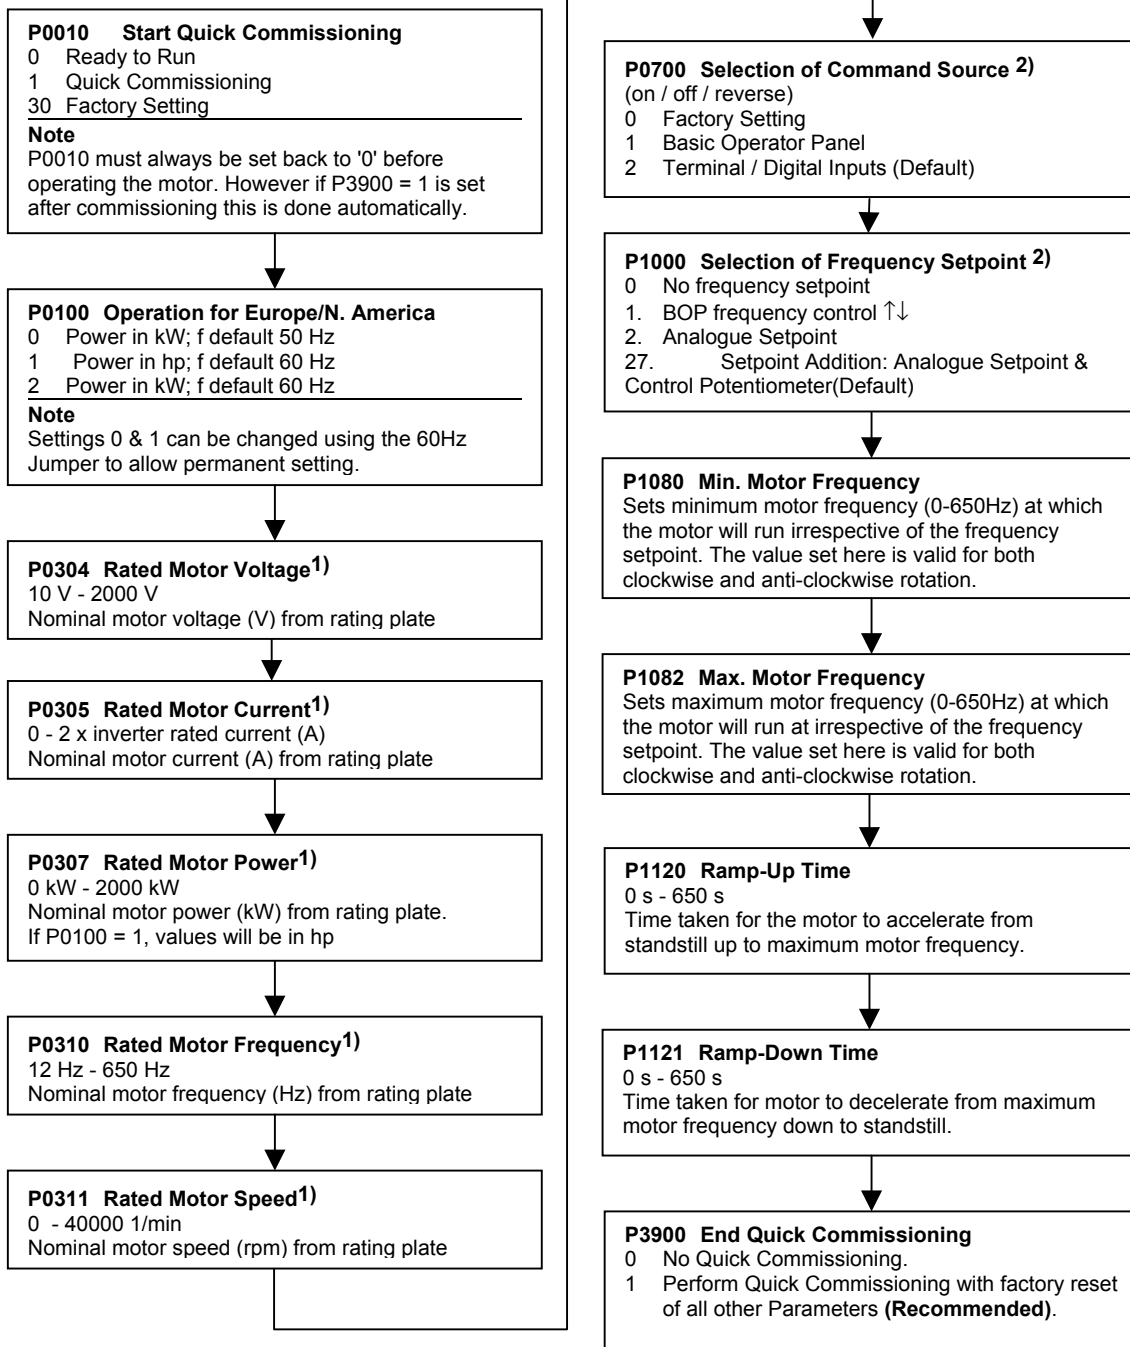 P0010 Start Quick Commissioning
0 Ready to Run
1 Quick Commissioning
30 Factory Setting
Note
P0010 must always be set back to '0' before
operating the motor. However if P3900 = 1 is set
after commissioning this is done automatically.
P0100 Operation for Europe/N. America
0 Power in kW; f default 50 Hz
1 Power in hp; f default 60 Hz
2 Power in kW; f default 60 Hz
Note
Settings 0 & 1 can be changed using the 60Hz
Jumper to allow permanent setting.
P0304 Rated Motor Voltage1)
10 V - 2000 V
Nominal motor voltage (V) from rating plate
P0305 Rated Motor Current1)
0 - 2 x inverter rated current (A)
Nominal motor current (A) from rating plate
P0307 Rated Motor Power1)
0 kW - 2000 kW
Nominal motor power (kW) from rating plate.
If P0100 = 1, values will be in hp
P0310 Rated Motor Frequency1)
12 Hz - 650 Hz
Nominal motor frequency (Hz) from rating plate
P0311 Rated Motor Speed1)
0 - 40000 1/min
Nominal motor speed (rpm) from rating plate
P0700 Selection of Command Source 2)
(on / off / reverse)
0 Factory Setting
1 Basic Operator Panel
2 Terminal / Digital Inputs (Default)
P1000 Selection of Frequency Setpoint 2)
0 No frequency setpoint
1. BOP frequency control ↑↓
2. Analogue Setpoint
27. Setpoint Addition: Analogue Setpoint &
Control Potentiometer(Default)
P1080 Min. Motor Frequency
Sets minimum motor frequency (0-650Hz) at which
the motor will run irrespective of the frequency
setpoint. The value set here is valid for both
clockwise and anti-clockwise rotation.
P1082 Max. Motor Frequency
Sets maximum motor frequency (0-650Hz) at which
the motor will run at irrespective of the frequency
setpoint. The value set here is valid for both
clockwise and anti-clockwise rotation.
P1120 Ramp-Up Time
0 s - 650 s
Time taken for the motor to accelerate from
standstill up to maximum motor frequency.
P1121 Ramp-Down Time
0 s - 650 s
Time taken for motor to decelerate from maximum
motor frequency down to standstill.
P3900 End Quick Commissioning
0 No Quick Commissioning.
1 Perform Quick Commissioning with factory reset
of all other Parameters (Recommended).